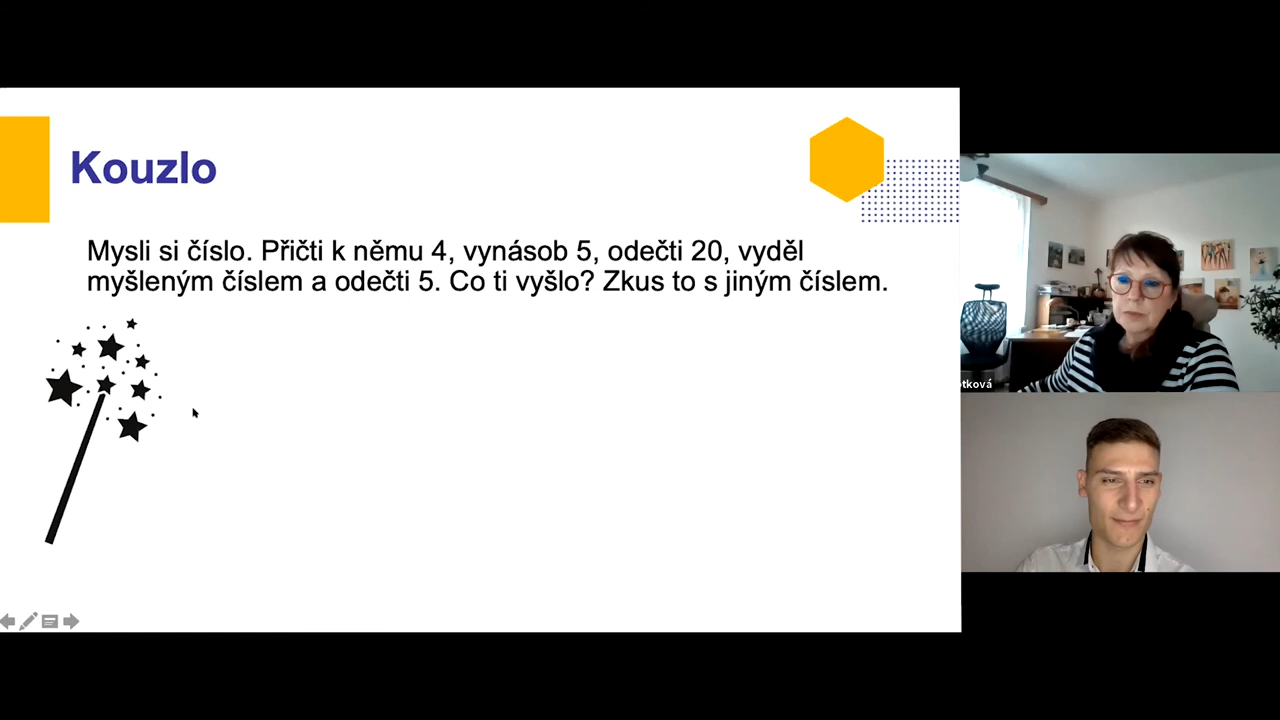 Kouzlo
Mysli si číslo. Přičti k němu 4, vynásob 5, odečti 20, vyděl
myšleným číslem a odečti 5. Co ti vyšlo? Zkus to s jiným číslem.